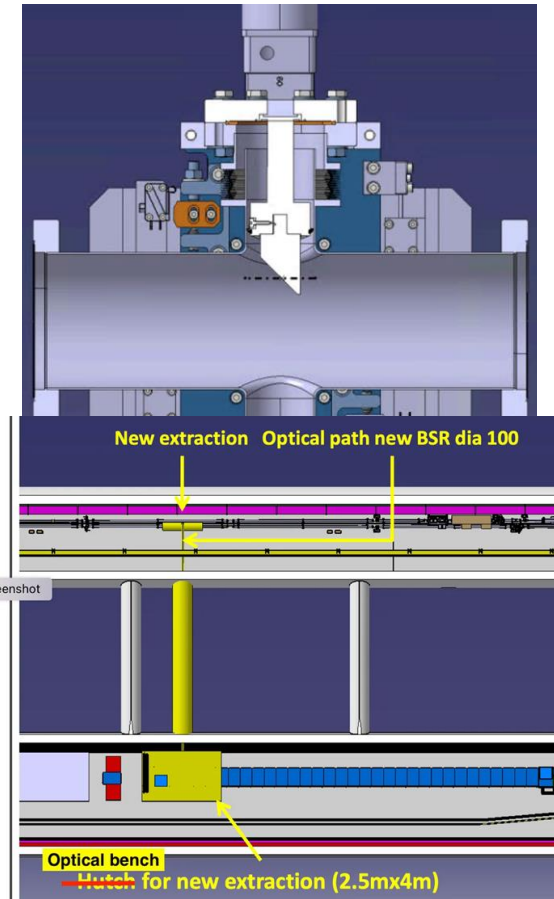 New extraction Optical path new BSR dia 100
eenshot
Optical bench
Hutch for new extraction (2.5mx4m)